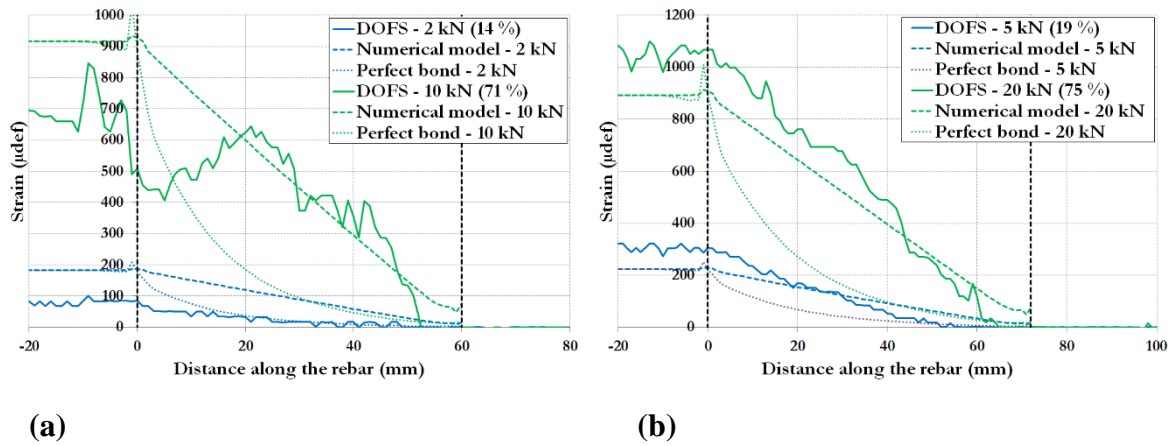 1000
900
800
700
600
500
400
300
200
100
0
-20
0
20
40
60
80
Strain (µdef)
Distance along the rebar (mm)
DOFS - 2 kN (14 %)
Numerical model - 2 kN
Perfect bond - 2 kN
DOFS - 10 kN (71 %)
Numerical model - 10 kN
Perfect bond - 10 kN
(a)
1200
1000
800
600
400
200
0
-20
0
20
40
60
80
100
Strain (µdef)
Distance along the rebar (mm)
DOFS - 5 kN (19 %)
Numerical model - 5 kN
Perfect bond - 5 kN
DOFS - 20 kN (75 %)
Numerical model - 20 kN
Perfect bond - 20 kN
(b)